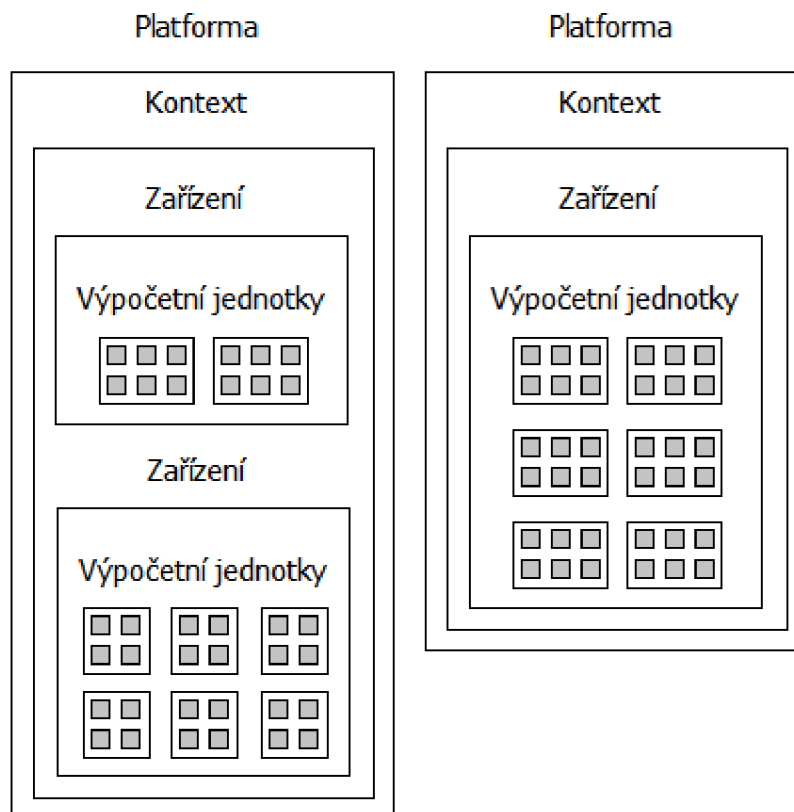 Platforma
Kontext
Zařízení
Výpočetní jednotky
Zařízení
Výpočetní jednotky
Platforma
Kontext
Zařízení
Výpočetní jednotky